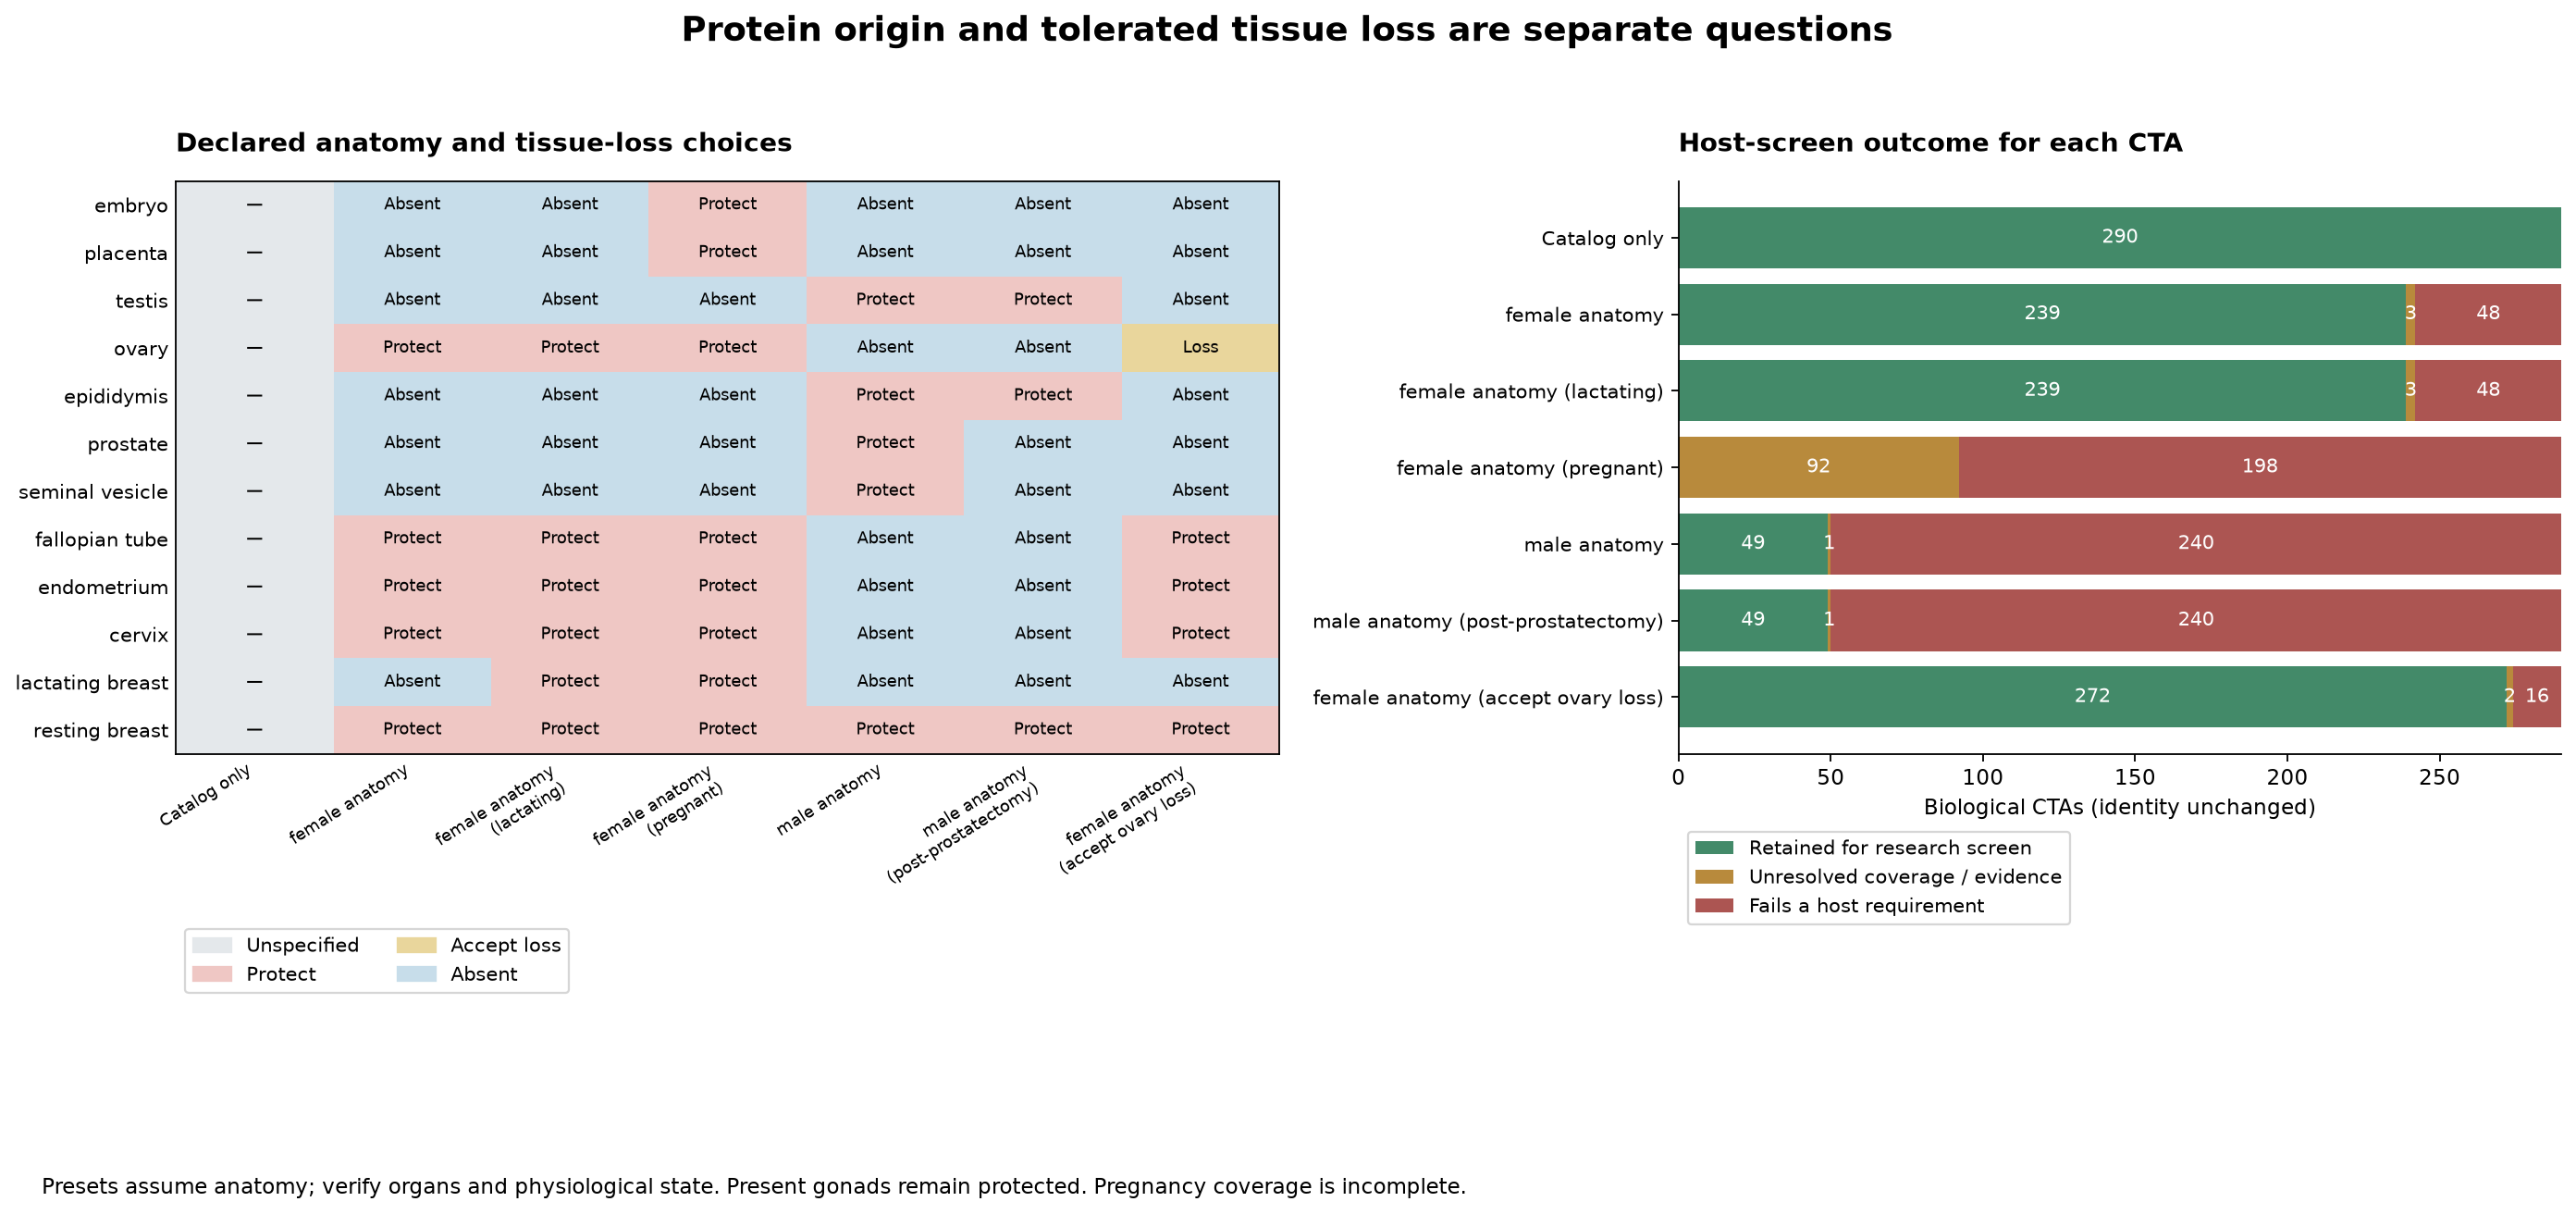 Protein origin and tolerated tissue loss are separate questions
Declared anatomy and tissue-loss choices
embryo — Absent Absent Protect Absent Absent Absent
placenta — Absent Absent Protect Absent Absent Absent
testis — Absent Absent Absent Protect Protect Absent
ovary — Protect Protect Protect Absent Absent Loss
epididymis — Absent Absent Absent Protect Protect Absent
prostate — Absent Absent Absent Protect Absent Absent
seminal vesicle — Absent Absent Absent Protect Absent Absent
fallopian tube — Protect Protect Protect Absent Absent Protect
endometrium — Protect Protect Protect Absent Absent Protect
cervix — Protect Protect Protect Absent Absent Protect
lactating breast — Absent Protect Protect Absent Absent Absent
resting breast — Protect Protect Protect Protect Protect Protect
Catalog only
female anatomy
female anatomy
(lactating)
female anatomy
(pregnant)
male anatomy
male anatomy
(post-prostatectomy)
female anatomy
(accept ovary loss)
Unspecified
Protect
Accept loss
Absent
Host-screen outcome for each CTA
Catalog only 290
female anatomy 239 3 48
female anatomy (lactating) 239 3 48
female anatomy (pregnant) 92 198
male anatomy 49 1 240
male anatomy (post-prostatectomy) 49 1 240
female anatomy (accept ovary loss) 272 2 16
0 50 100 150 200 250
Biological CTAs (identity unchanged)
Retained for research screen
Unresolved coverage / evidence
Fails a host requirement
Presets assume anatomy; verify organs and physiological state. Present gonads remain protected. Pregnancy coverage is incomplete.